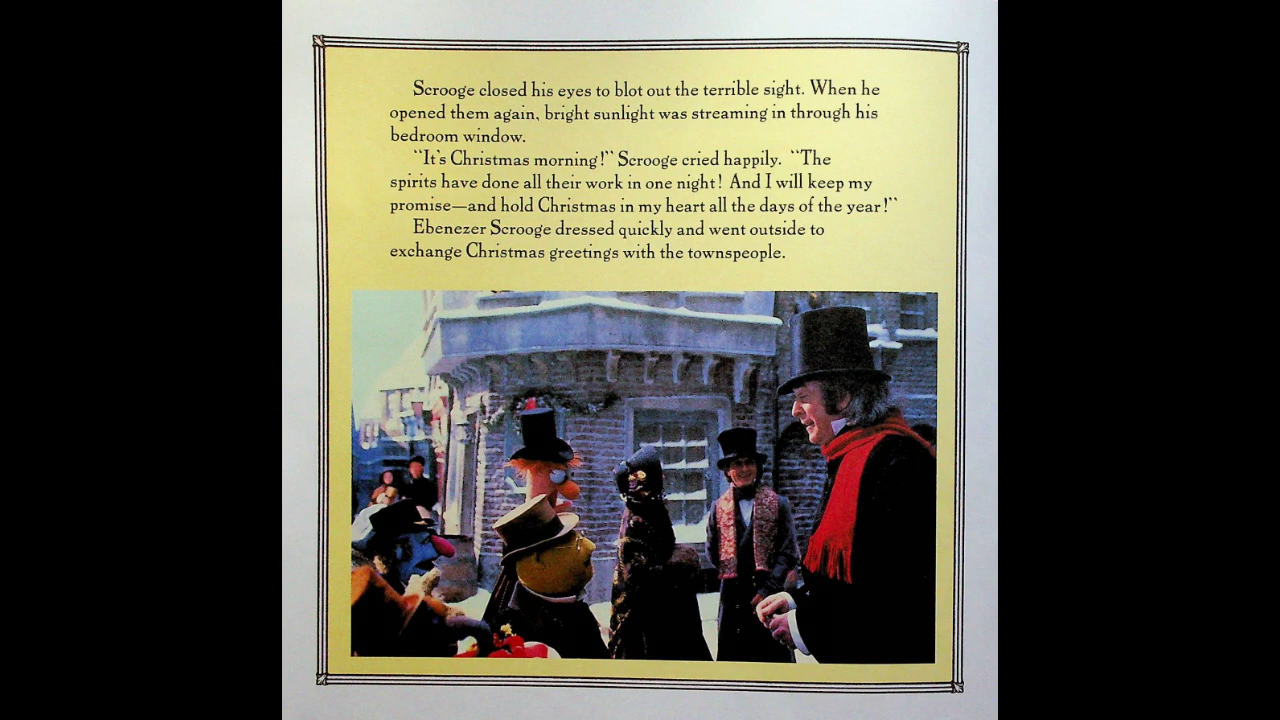 Scrooge closed his eyes to blot out the terrible sight. When he
opened them again, bright sunlight was streaming in through his
bedroom window.
“It's Christmas morning!” Scrooge cried happily. “The
spirits have done all their work in one night! And I will keep my
promise—and hold Christmas in my heart all the days of the year!”
Ebenezer Scrooge dressed quickly and went outside to
exchange Christmas greetings with the townspeople.